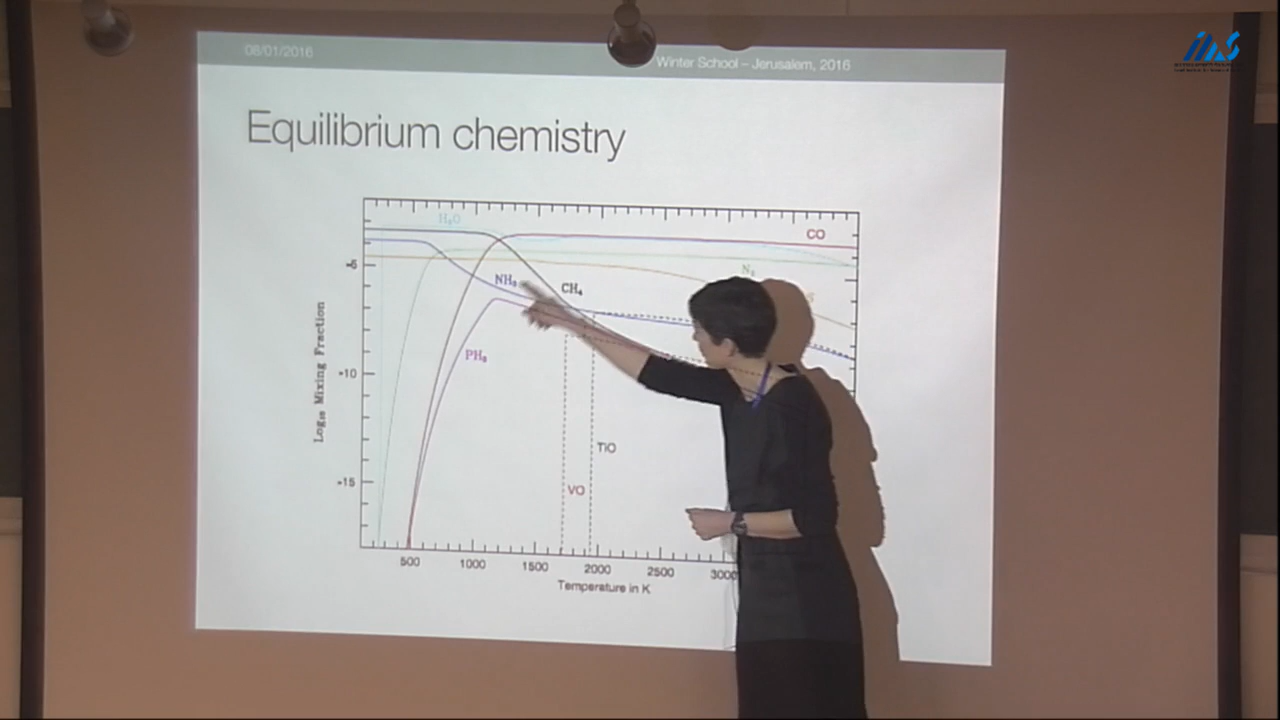 08/01/2016
Winter School – Jerusalem, 2016
Equilibrium chemistry
H₂O
CO
N₂
NH₃
CH₄
S
PH₃
TiO
VO
Log₁₀ Mixing Fraction
-5
-10
-15
500 1000 1500 2000 2500 3000
Temperature in K